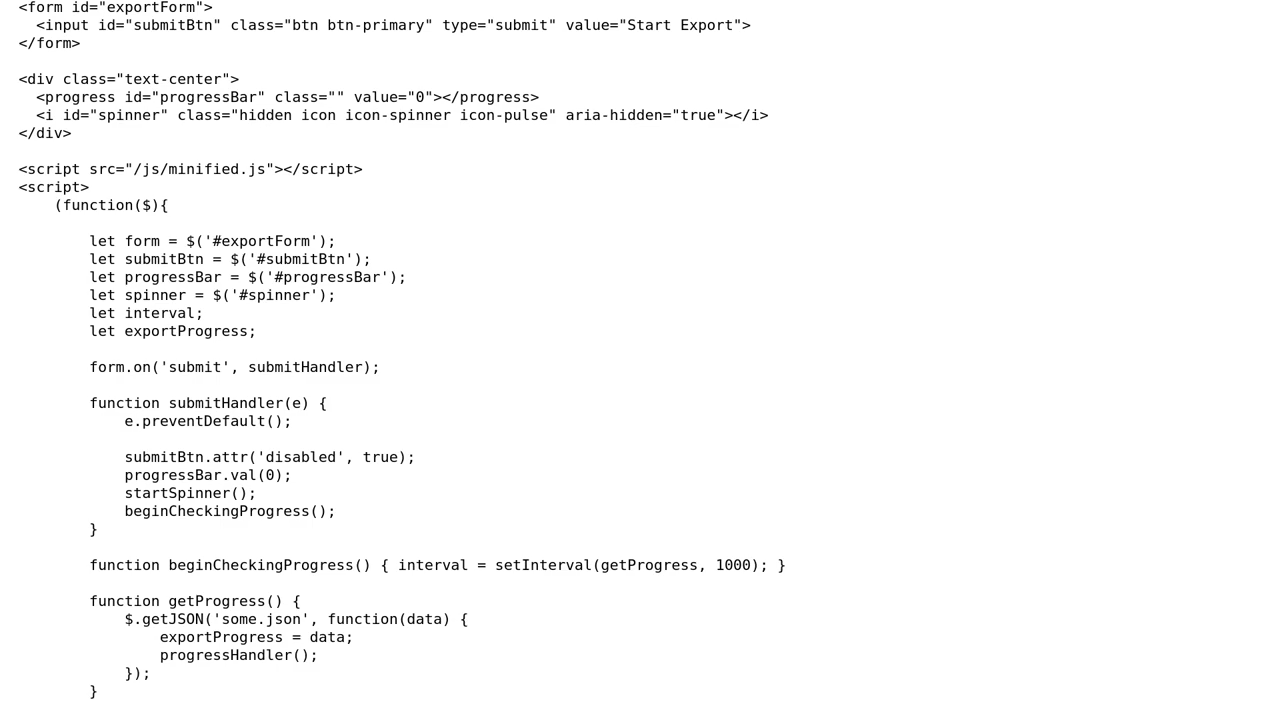 <form id="exportForm">
  <input id="submitBtn" class="btn btn-primary" type="submit" value="Start Export">
</form>

<div class="text-center">
  <progress id="progressBar" class="" value="0"></progress>
  <i id="spinner" class="hidden icon icon-spinner icon-pulse" aria-hidden="true"></i>
</div>

<script src="/js/minified.js"></script>
<script>
    (function($){

        let form = $('#exportForm');
        let submitBtn = $('#submitBtn');
        let progressBar = $('#progressBar');
        let spinner = $('#spinner');
        let interval;
        let exportProgress;

        form.on('submit', submitHandler);

        function submitHandler(e) {
            e.preventDefault();

            submitBtn.attr('disabled', true);
            progressBar.val(0);
            startSpinner();
            beginCheckingProgress();
        }

        function beginCheckingProgress() { interval = setInterval(getProgress, 1000); }

        function getProgress() {
            $.getJSON('some.json', function(data) {
                exportProgress = data;
                progressHandler();
            });
        }